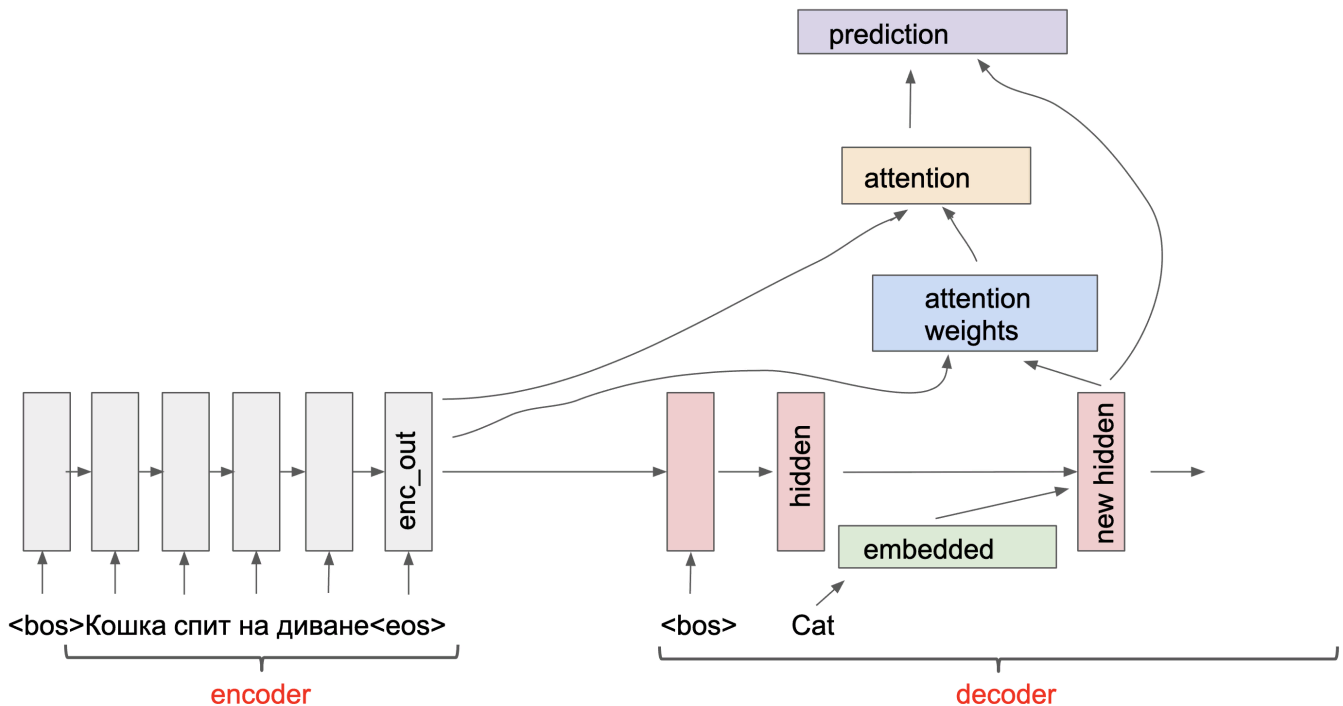 prediction
attention
attention
weights
enc_out
hidden
new hidden
embedded
<bos> Кошка спит на диване <eos>
<bos>
Cat
encoder
decoder